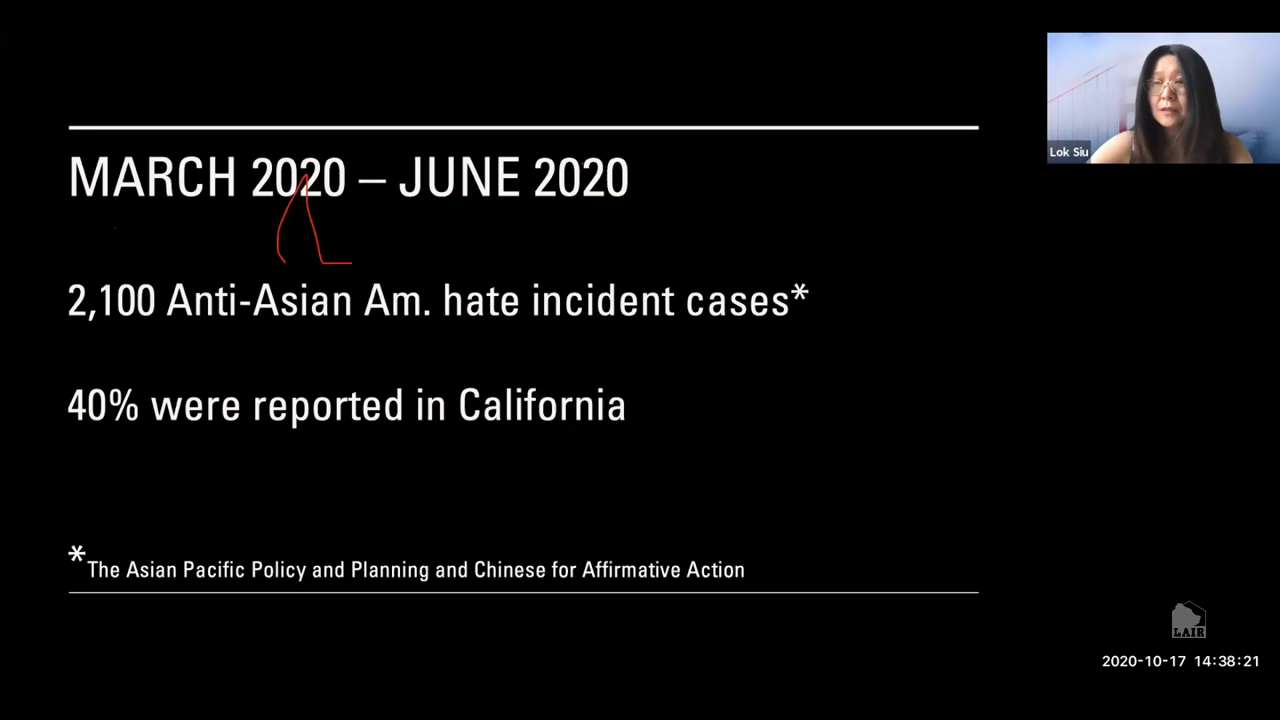 MARCH 2020 – JUNE 2020
Lok Siu
2,100 Anti-Asian Am. hate incident cases*
40% were reported in California
*The Asian Pacific Policy and Planning and Chinese for Affirmative Action
LAIR
2020-10-17 14:38:21